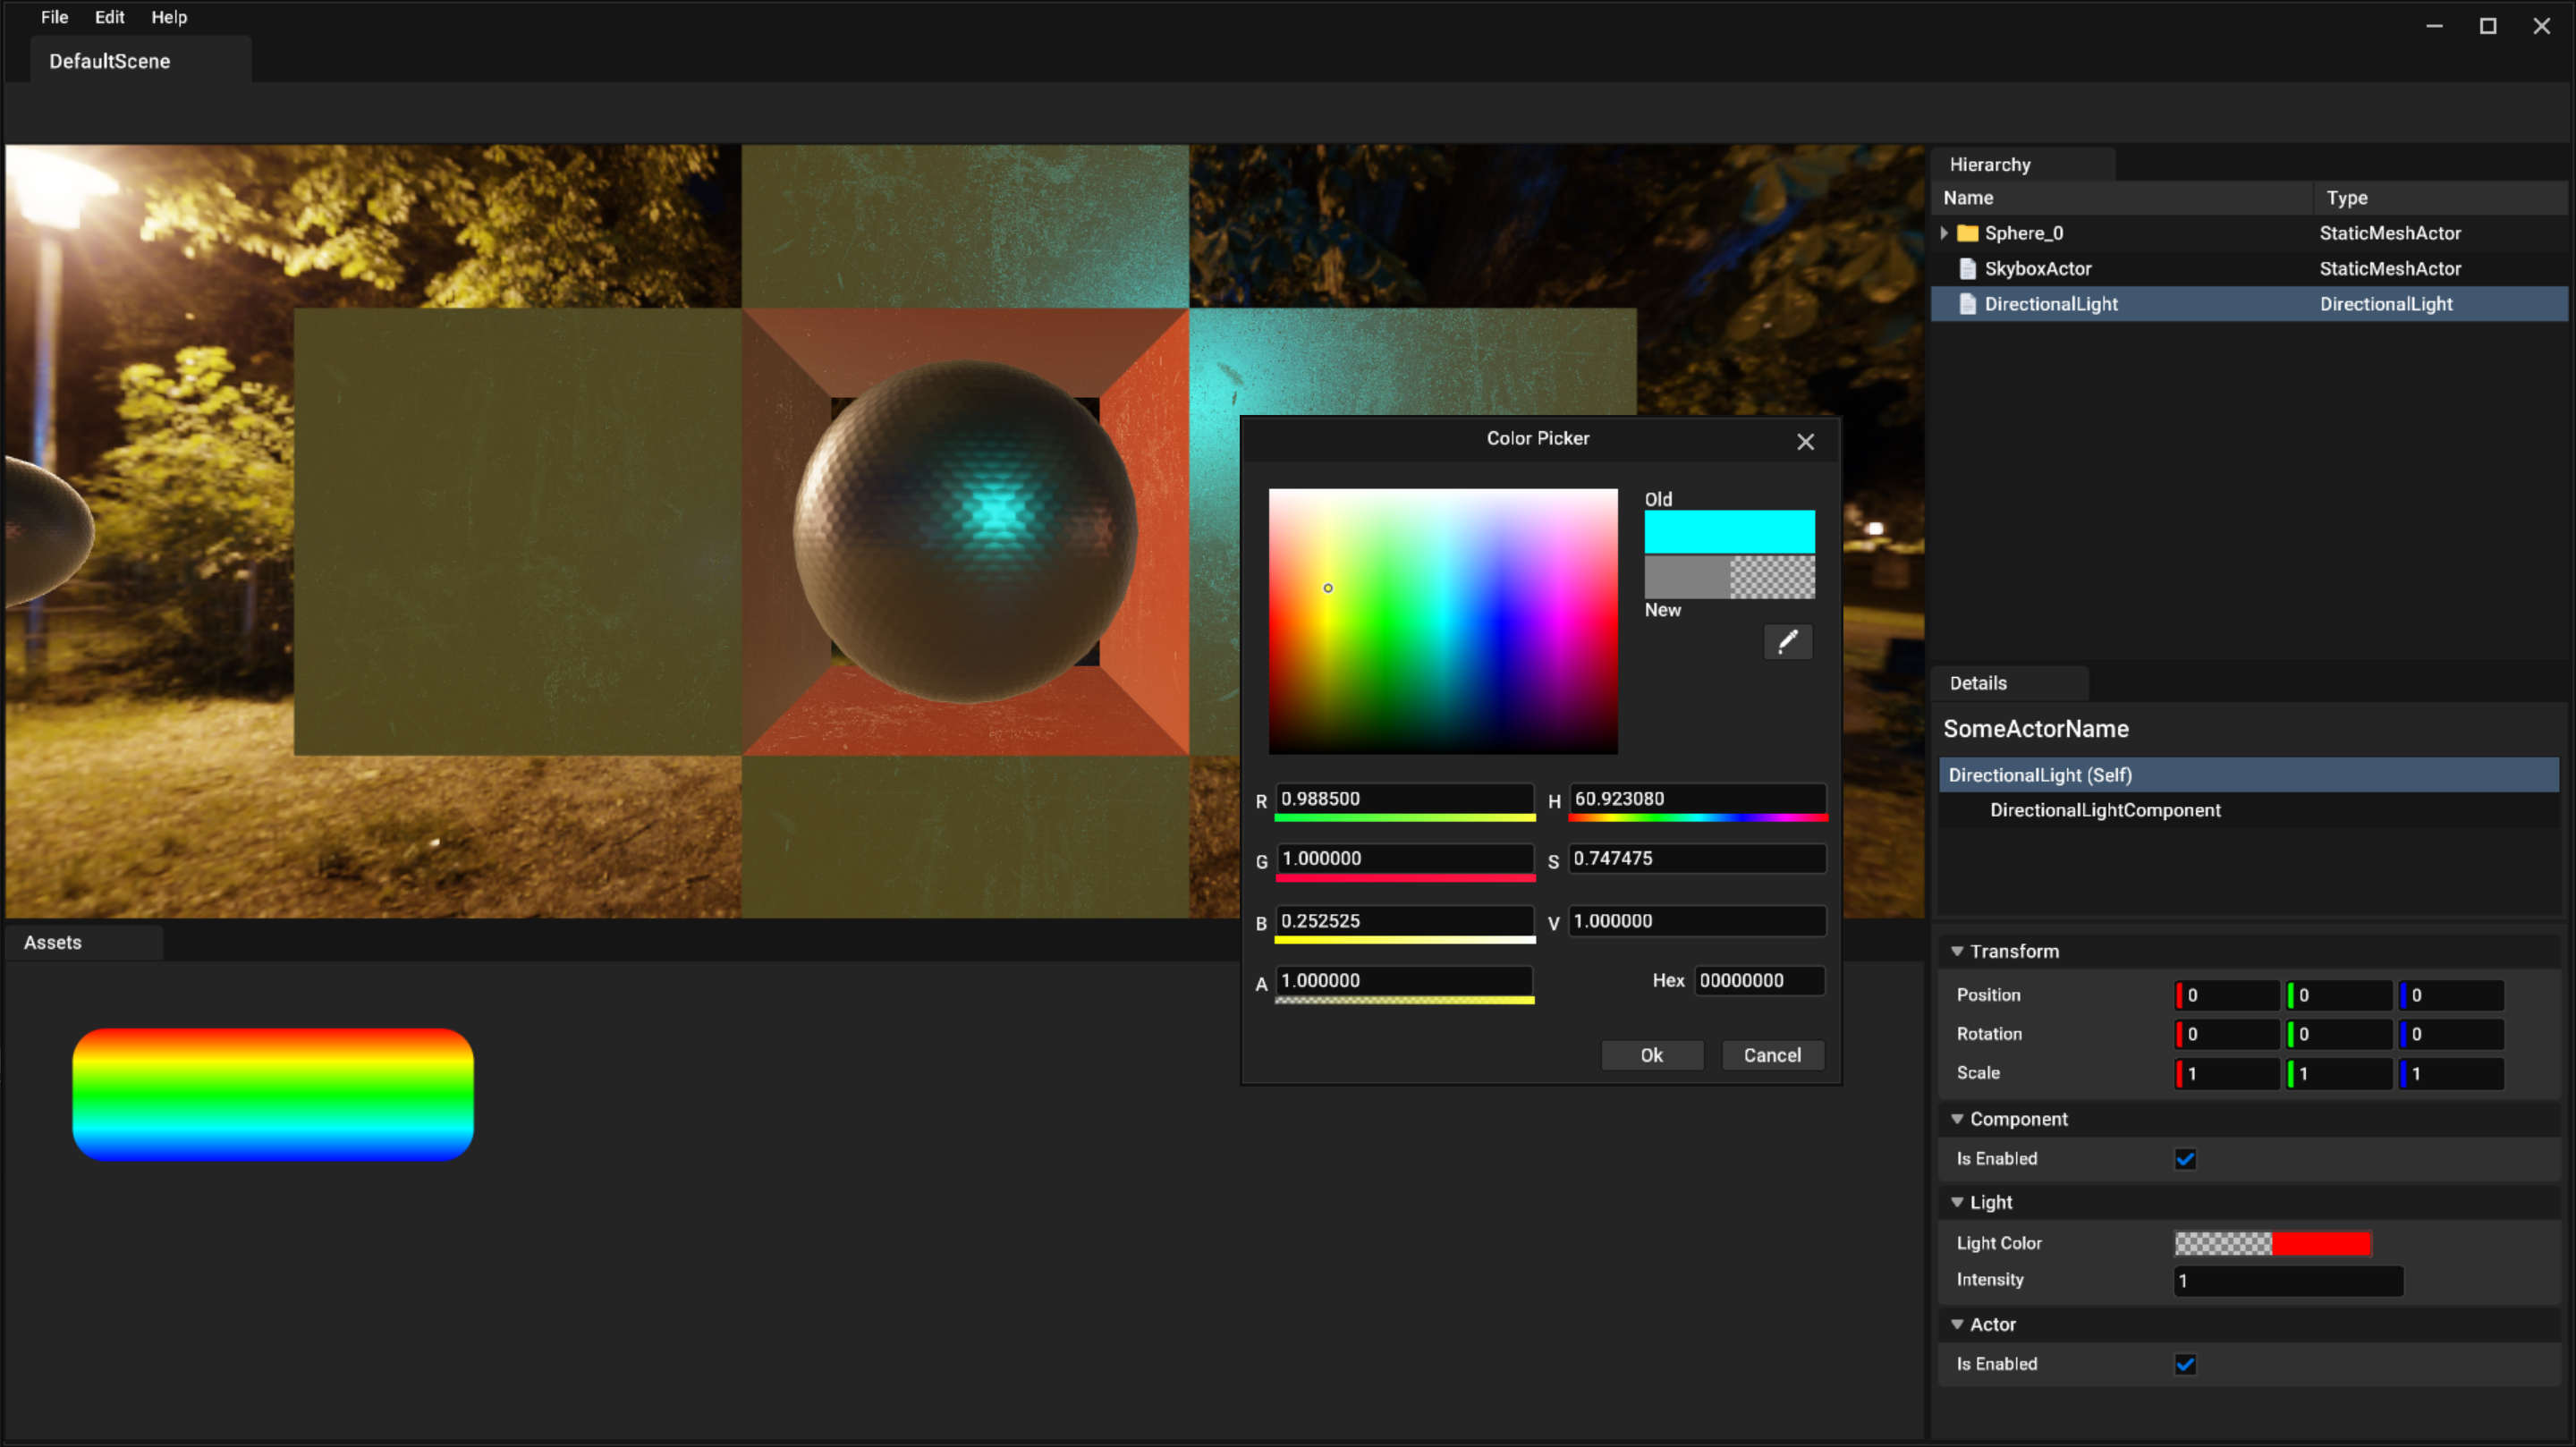 File Edit Help
DefaultScene
Hierarchy
Name Type
Sphere_0 StaticMeshActor
SkyboxActor StaticMeshActor
DirectionalLight DirectionalLight
Color Picker
Old
New
R 0.988500 H 60.923080
G 1.000000 S 0.747475
B 0.252525 V 1.000000
A 1.000000 Hex 00000000
Ok Cancel
Details
SomeActorName
DirectionalLight (Self)
DirectionalLightComponent
Transform
Position 0 0 0
Rotation 0 0 0
Scale 1 1 1
Component
Is Enabled
Light
Light Color
Intensity 1
Actor
Is Enabled
Assets